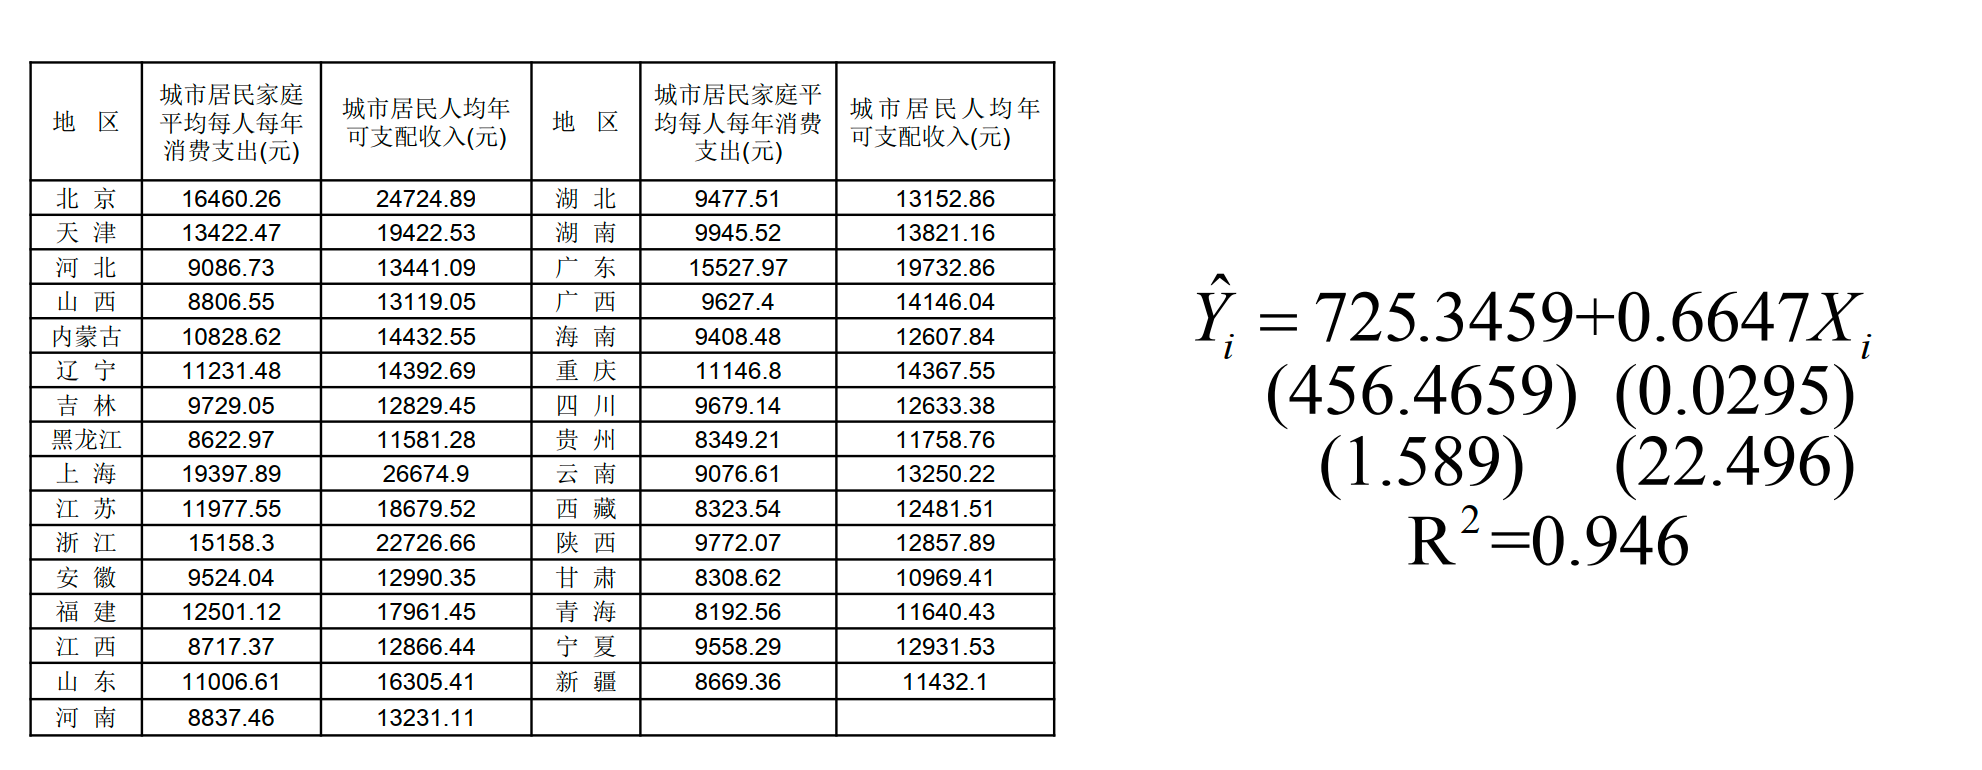 地 区 城市居民家庭平均每人每年消费支出(元) 城市居民人均年可支配收入(元) 地 区 城市居民家庭平均每人每年消费支出(元) 城市居民人均年可支配收入(元)
北 京 16460.26 24724.89 湖 北 9477.51 13152.86
天 津 13422.47 19422.53 湖 南 9945.52 13821.16
河 北 9086.73 13441.09 广 东 15527.97 19732.86
山 西 8806.55 13119.05 广 西 9627.4 14146.04
内蒙古 10828.62 14432.55 海 南 9408.48 12607.84
辽 宁 11231.48 14392.69 重 庆 11146.8 14367.55
吉 林 9729.05 12829.45 四 川 9679.14 12633.38
黑龙江 8622.97 11581.28 贵 州 8349.21 11758.76
上 海 19397.89 26674.9 云 南 9076.61 13250.22
江 苏 11977.55 18679.52 西 藏 8323.54 12481.51
浙 江 15158.3 22726.66 陕 西 9772.07 12857.89
安 徽 9524.04 12990.35 甘 肃 8308.62 10969.41
福 建 12501.12 17961.45 青 海 8192.56 11640.43
江 西 8717.37 12866.44 宁 夏 9558.29 12931.53
山 东 11006.61 16305.41 新 疆 8669.36 11432.1
河 南 8837.46 13231.11
Ŷᵢ = 725.3459+0.6647Xᵢ
(456.4659) (0.0295)
(1.589) (22.496)
R²=0.946